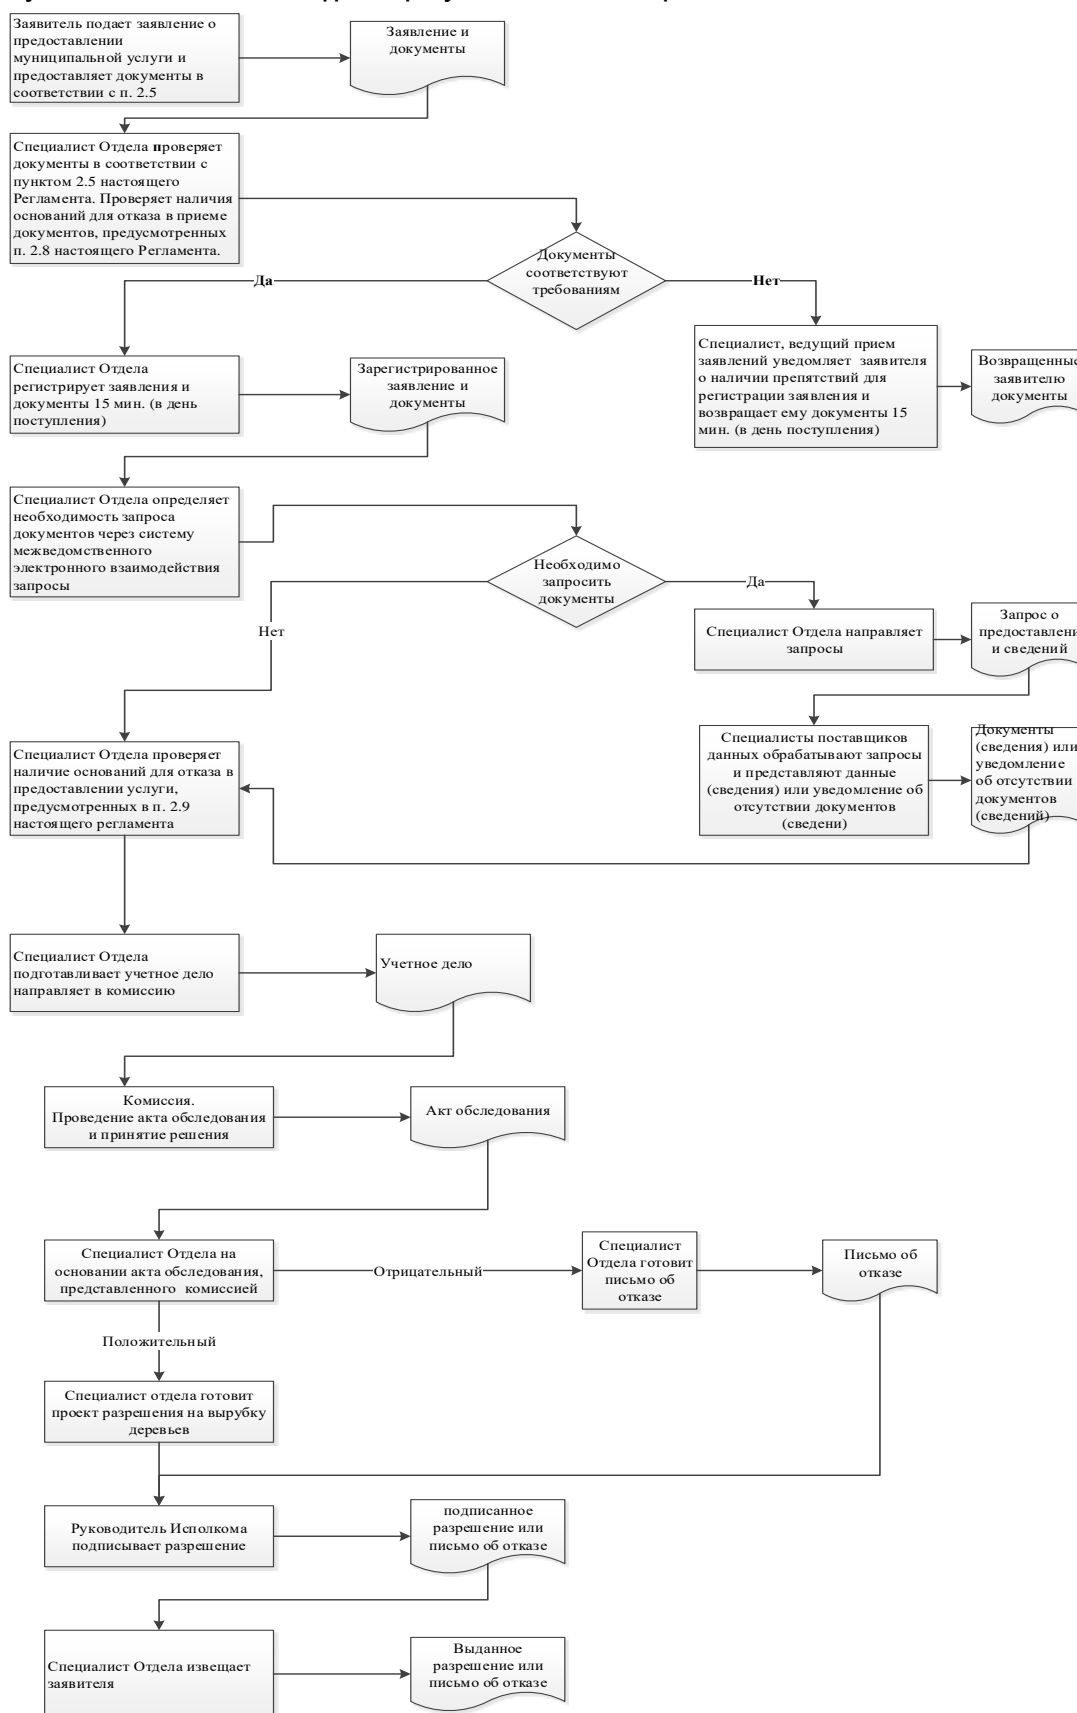 Заявитель подает заявление о
предоставлении
муниципальной услуги и
предоставляет документы в
соответствии с п. 2.5
Заявление и
документы
Специалист Отдела проверяет
документы в соответствии с
пунктом 2.5 настоящего
Регламента. Проверяет наличия
оснований для отказа в приеме
документов, предусмотренных
п. 2.8 настоящего Регламента.
Документы
соответствуют
требованиям
Да
Нет
Специалист Отдела
регистрирует заявления и
документы 15 мин. (в день
поступления)
Зарегистрированное
заявление и
документы
Специалист, ведущий прием
заявлений уведомляет заявителя
о наличии препятствий для
регистрации заявления и
возвращает ему документы 15
мин. (в день поступления)
Возвращенные
заявителю
документы
Специалист Отдела определяет
необходимость запроса
документов через систему
межведомственного
электронного взаимодействия
запросы
Необходимо
запросить
документы
Да
Нет
Специалист Отдела направляет
запросы
Запрос о
предоставлени
и сведений
Специалист Отдела проверяет
наличие оснований для отказа в
предоставлении услуги,
предусмотренных в п. 2.9
настоящего регламента
Специалисты поставщиков
данных обрабатывают запросы
и представляют данные
(сведения) или уведомление об
отсутствии документов
(сведени)
Документы
(сведения) или
уведомление
об отсутствии
документов
(сведений)
Специалист Отдела
подготавливает учетное дело
направляет в комиссию
Учетное дело
Комиссия.
Проведение акта обследования
и принятие решения
Акт обследования
Специалист Отдела на
основании акта обследования,
представленного комиссией
Отрицательный
Специалист
Отдела готовит
письмо об
отказе
Письмо об
отказе
Положительный
Специалист отдела готовит
проект разрешения на вырубку
деревьев
Руководитель Исполкома
подписывает разрешение
подписанное
разрешение или
письмо об отказе
Специалист Отдела извещает
заявителя
Выданное
разрешение или
письмо об отказе